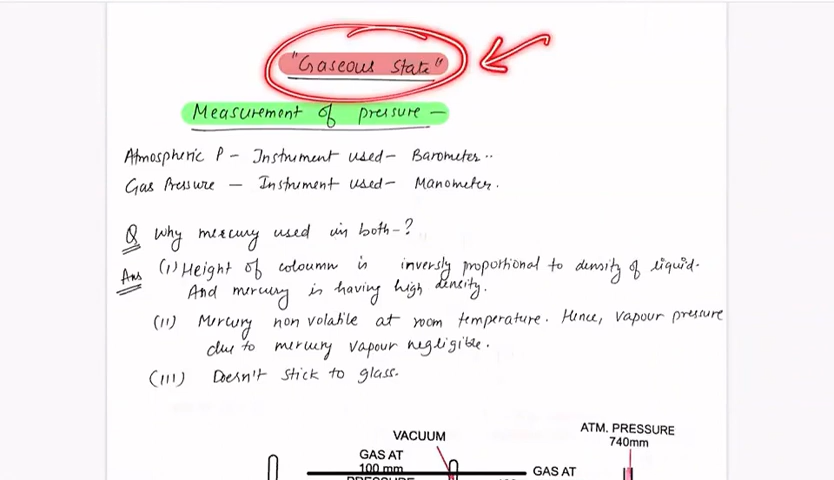 "Gaseous State"
Measurement of pressure —
Atmospheric P – Instrument used – Barometer..
Gas Pressure – Instrument used – Manometer.
Q Why mercury used in both-?
Ans (I) Height of coloumn is inversly proportional to density of liquid.
And mercury is having high density.
(II) Mercury non volatile at room temperature. Hence, vapour pressure
due to mercury vapour negligible.
(III) Doesn't stick to glass.
ATM. PRESSURE
740mm
VACUUM
GAS AT
100 mm
PRESSURE
GAS AT